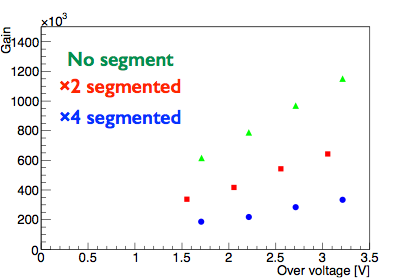 ×10³
Gain
1400
No segment
1200
×2 segmented
1000
×4 segmented
800
600
400
200
0
0 0.5 1 1.5 2 2.5 3 3.5
Over voltage [V]